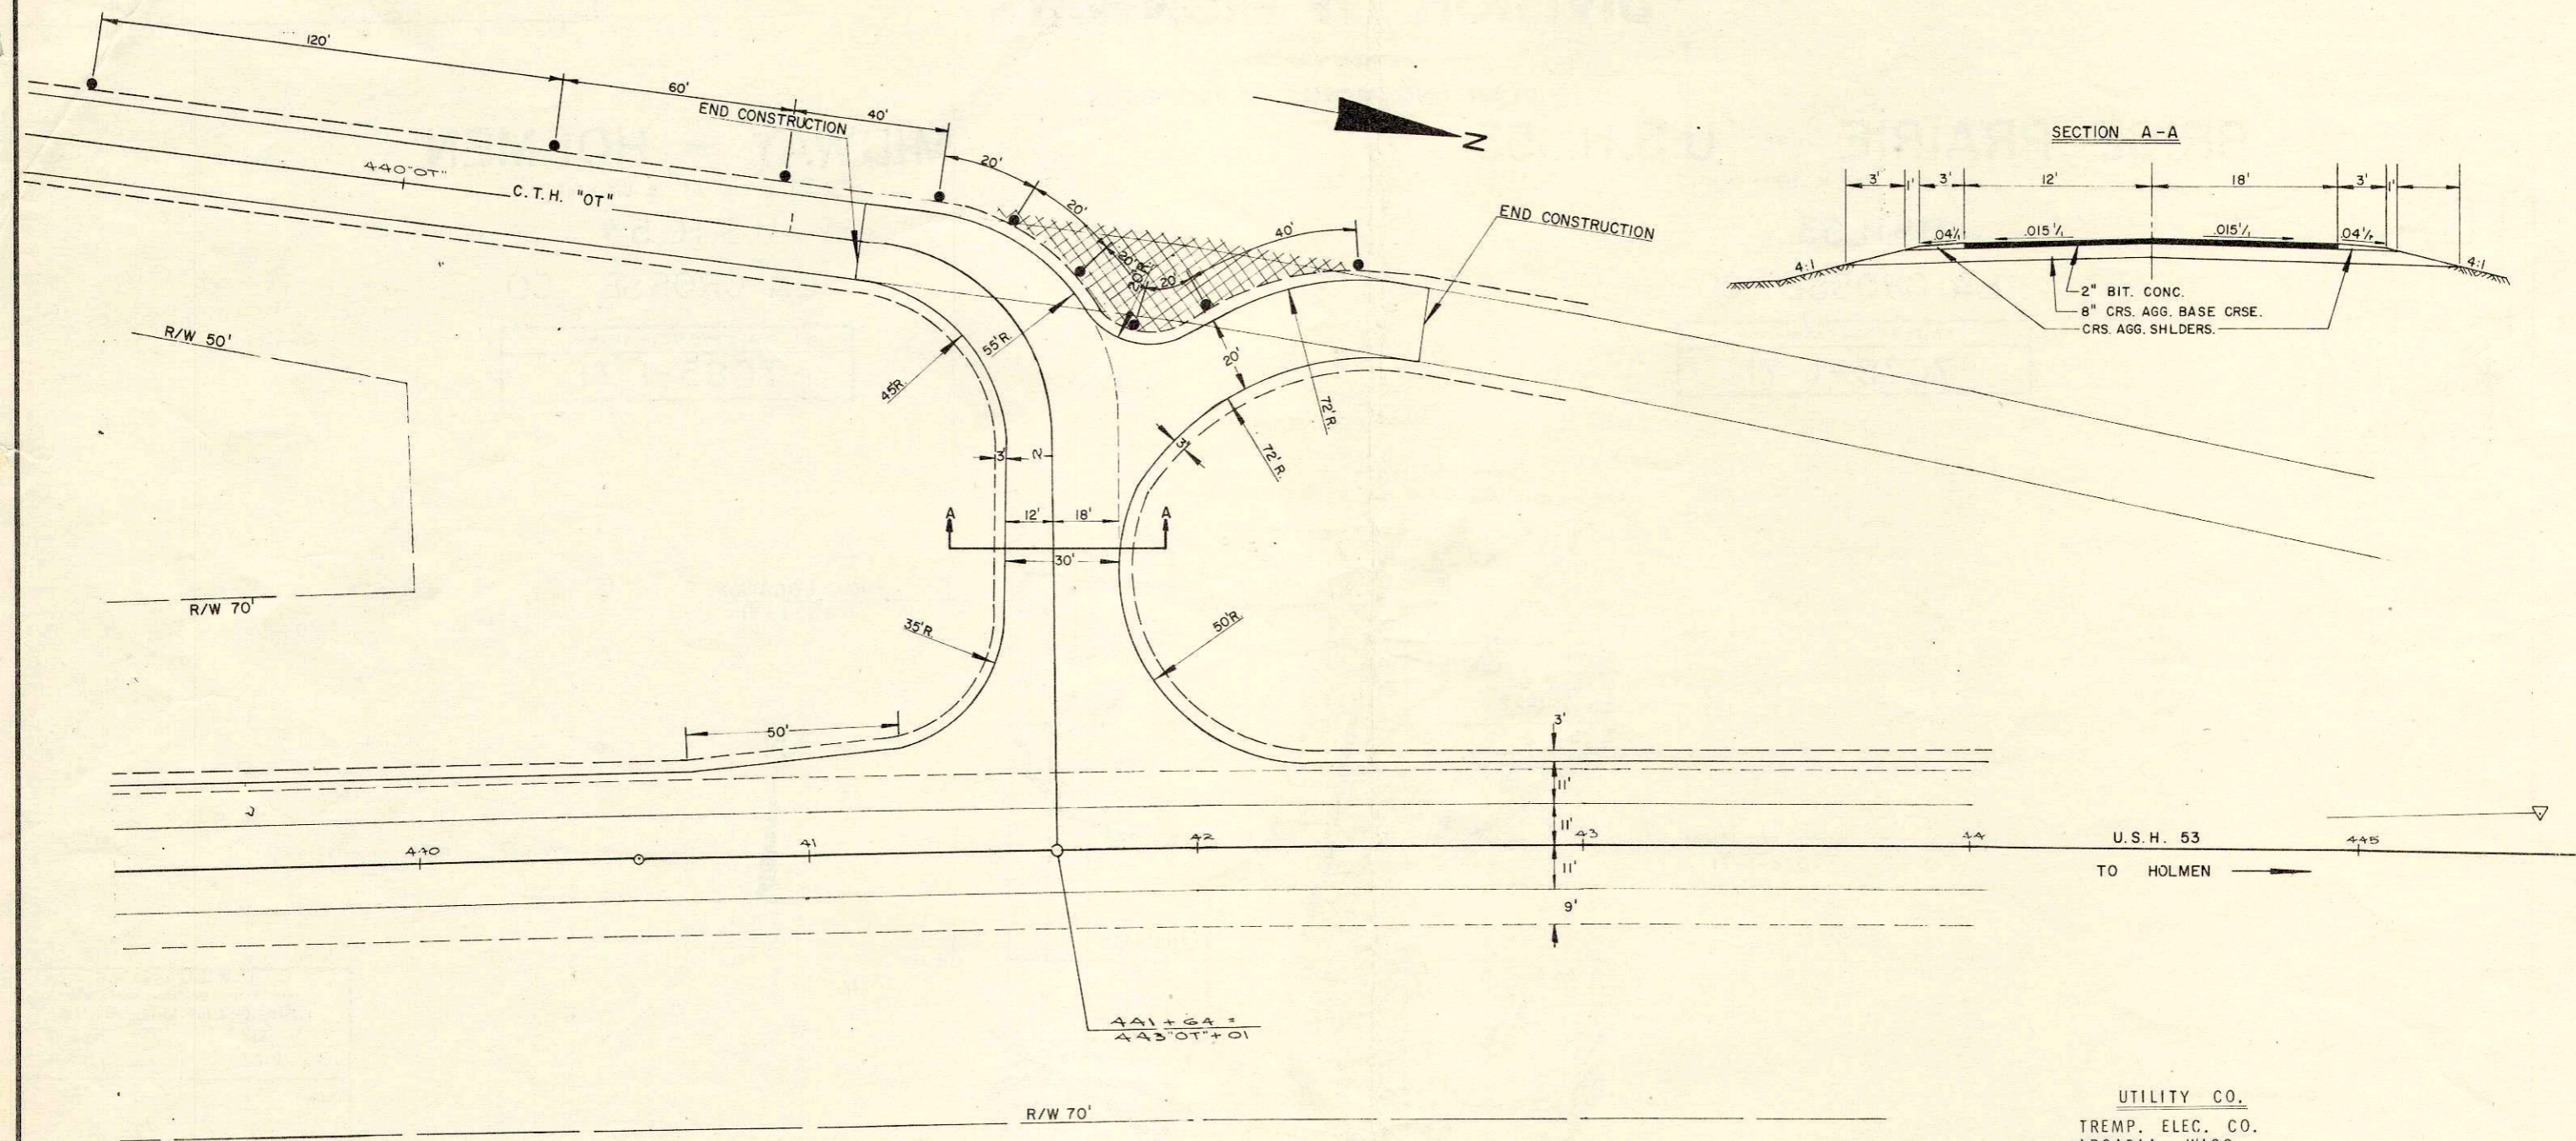 120'
60'
END CONSTRUCTION
40'
20'
20'
20'
20'R.
20'
40'
N
END CONSTRUCTION
440"OT"
C.T.H. "OT"
R/W 50'
R/W 70'
45'R.
55'R.
20'
72'R.
72'R.
3'
3'
A
A
12'
18'
30'
35'R.
50'R.
50'
3'
11'
11'
11'
9'
440
41
42
43
44
445
U.S.H. 53
TO HOLMEN
441+64 =
443"OT"+01
R/W 70'
SECTION A-A
3'
1'
3'
12'
18'
3'
1'
.04'/1
.015'/1
.015'/1
.04'/1
4:1
4:1
2" BIT. CONC.
8" CRS. AGG. BASE CRSE.
CRS. AGG. SHLDERS.
UTILITY CO.
TREMP. ELEC. CO.